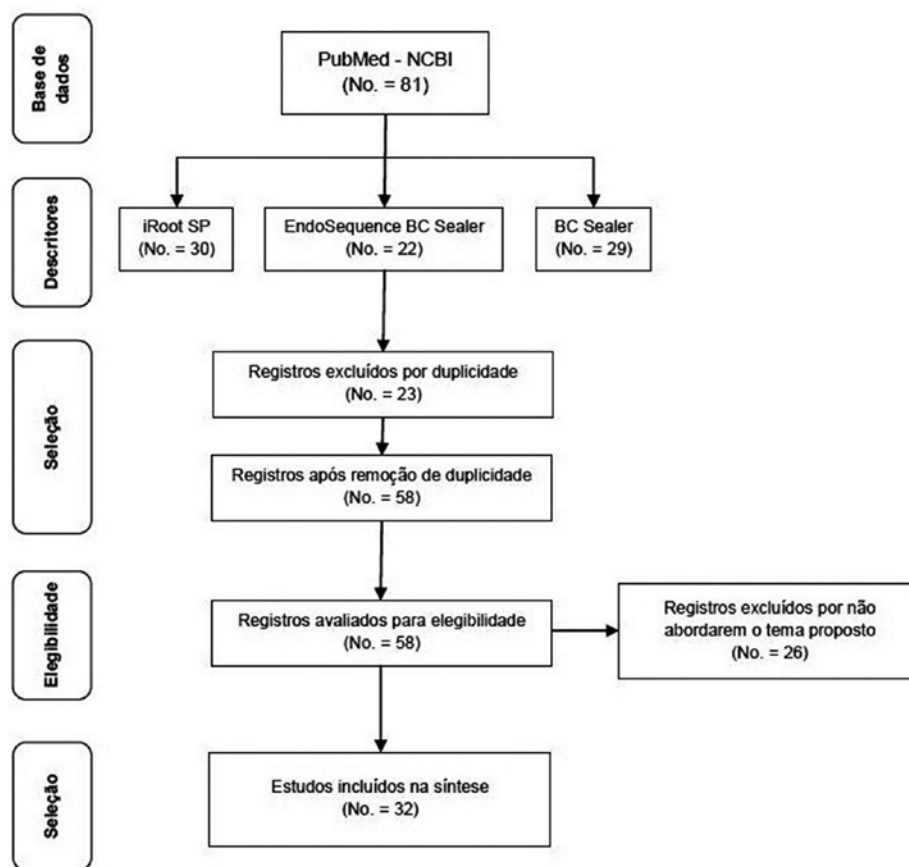 Base de
dados
PubMed - NCBI
(No. = 81)
Descritores
iRoot SP
(No. = 30)
EndoSequence BC Sealer
(No. = 22)
BC Sealer
(No. = 29)
Seleção
Registros excluídos por duplicidade
(No. = 23)
Registros após remoção de duplicidade
(No. = 58)
Elegibilidade
Registros avaliados para elegibilidade
(No. = 58)
Registros excluídos por não
abordarem o tema proposto
(No. = 26)
Seleção
Estudos incluídos na síntese
(No. = 32)